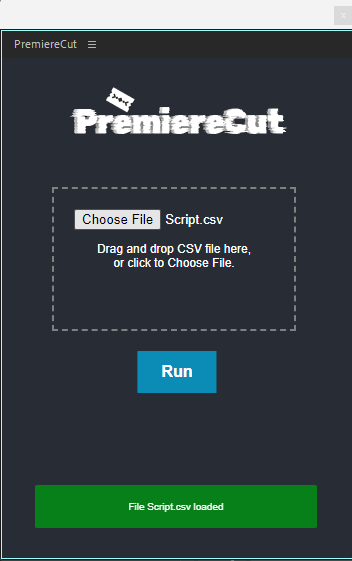 PremiereCut
PremiereCut
Choose File Script.csv
Drag and drop CSV file here,
or click to Choose File.
Run
File Script.csv loaded